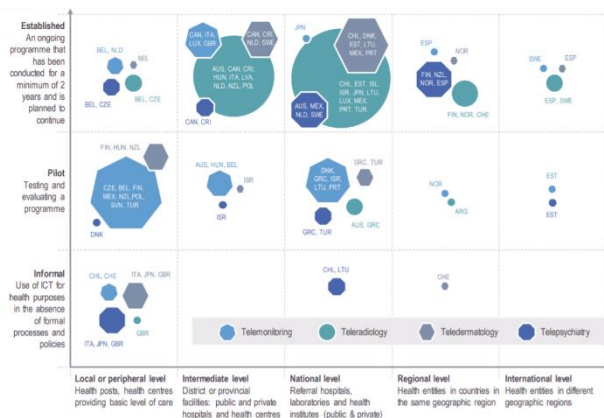 Established
An ongoing
programme that
has been
conducted for a
minimum of 2
years and is
planned to
continue
BEL, NLD
BEL
BEL, CZE
BEL, CZE
CAN, ITA,
LUX, GBR
CAN, CRI,
NLD, SWE
AUS, CAN, CRI,
HUN, ITA, LVA,
NLD, NZL, POL
CAN, CRI
JPN
CHL, DNK,
EST, LTU,
MEX, PRT
CHL, EST, ISL,
ISR, JPN, LTU,
LUX, MEX,
PRT, TUR
AUS, MEX,
NLD, SWE
ESP
NOR
FIN, NZL,
NOR, ESP
FIN, NOR, CHE
SWE
ESP
ESP, SWE
Pilot
Testing and
evaluating a
programme
FIN, HUN, NZL
CZE, BEL, FIN,
MEX, NZL,POL,
SVN, TUR
DNK
AUS, HUN, BEL
ISR
ISR
DNK,
GRC, ISR,
LTU, PRT
GRC, TUR
GRC, TUR
AUS, GRC
NOR
ARG
EST
EST
Informal
Use of ICT for
health purposes
in the absence
of formal
processes and
policies
CHL, CHE
ITA, JPN, GBR
ITA, JPN, GBR
GBR
CHL, LTU
CHE
Telemonitoring
Teleradiology
Teledermatology
Telepsychiatry
Local or peripheral level
Health posts, health centres
providing basic level of care
Intermediate level
District or provincial
facilities: public and private
hospitals and health centres
National level
Referral hospitals,
laboratories and health
institutes (public & private)
Regional level
Health entities in countries in
the same geographic region
International level
Health entities in different
geographic regions